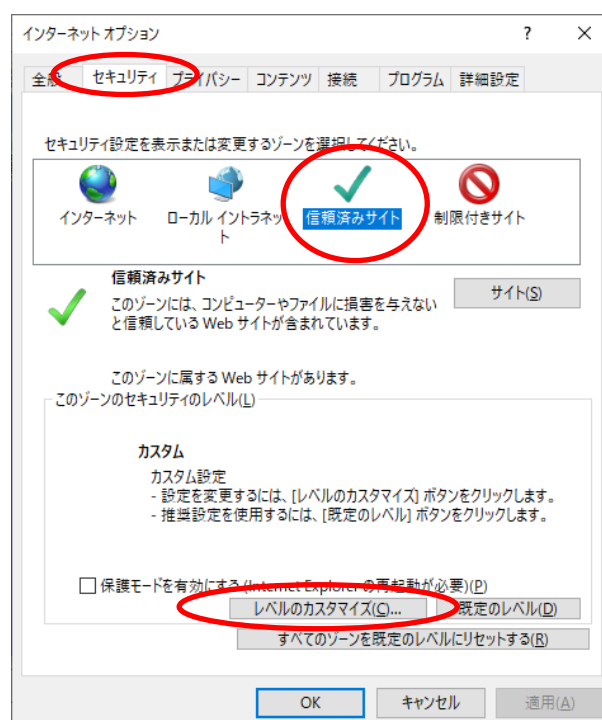 インターネット オプション
?
×
全般 セキュリティ プライバシー コンテンツ 接続 プログラム 詳細設定
セキュリティ設定を表示または変更するゾーンを選択してください。
インターネット
ローカル イントラネッ
ト
信頼済みサイト
制限付きサイト
信頼済みサイト
このゾーンには、コンピューターやファイルに損害を与えない
と信頼している Web サイトが含まれています。
サイト(S)
このゾーンに属する Web サイトがあります。
このゾーンのセキュリティのレベル(L)
カスタム
カスタム設定
- 設定を変更するには、[レベルのカスタマイズ] ボタンをクリックします。
- 推奨設定を使用するには、[既定のレベル] ボタンをクリックします。
保護モードを有効にする (Internet Explorer の再起動が必要)(P)
レベルのカスタマイズ(C)... 既定のレベル(D)
すべてのゾーンを既定のレベルにリセットする(R)
OK キャンセル 適用(A)